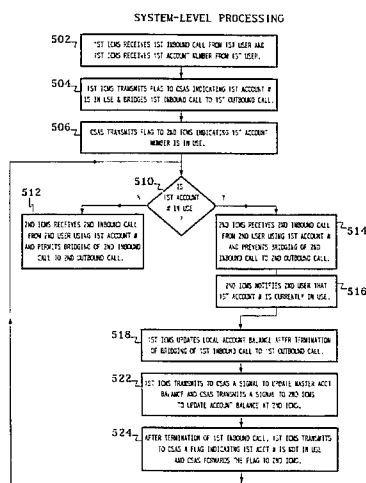 SYSTEM-LEVEL PROCESSING
502
1ST ICMS RECEIVES 1ST INBOUND CALL FROM 1ST USER AND
1ST ICMS RECEIVES 1ST ACCOUNT NUMBER FROM 1ST USER.
504
1ST ICMS TRANSMITS FLAG TO CSAS INDICATING 1ST ACCOUNT #
IS IN USE & BRIDGES 1ST INBOUND CALL TO 1ST OUTBOUND CALL.
506
CSAS TRANSMITS FLAG TO 2ND ICMS INDICATING 1ST ACCOUNT
NUMBER IS IN USE.
510
IS
1ST ACCOUNT
# IN USE
?
512
2ND ICMS RECEIVES 2ND INBOUND CALL
FROM 2ND USER USING 1ST ACCOUNT #
AND PERMITS BRIDGING OF 2ND INBOUND
CALL TO 2ND OUTBOUND CALL.
514
2ND ICMS RECEIVES 2ND INBOUND CALL
FROM 2ND USER USING 1ST ACCOUNT #
AND PREVENTS BRIDGING OF 2ND
INBOUND CALL TO 2ND OUTBOUND CALL.
516
2ND ICMS NOTIFIES 2ND USER THAT
1ST ACCOUNT # IS CURRENTLY IN USE.
518
1ST ICMS UPDATES LOCAL ACCOUNT BALANCE AFTER TERMINATION
OF BRIDGING OF 1ST INBOUND CALL TO 1ST OUTBOUND CALL.
522
1ST ICMS TRANSMITS TO CSAS A SIGNAL TO UPDATE MASTER ACCT
BALANCE AND CSAS TRANSMITS A SIGNAL TO 2ND ICMS
TO UPDATE ACCOUNT BALANCE AT 2ND ICMS.
524
AFTER TERMINATION OF 1ST INBOUND CALL, 1ST ICMS TRANSMITS
TO CSAS A FLAG INDICATING 1ST ACCT # IS NOT IN USE
AND CSAS FORWARDS THE FLAG TO 2ND ICMS.